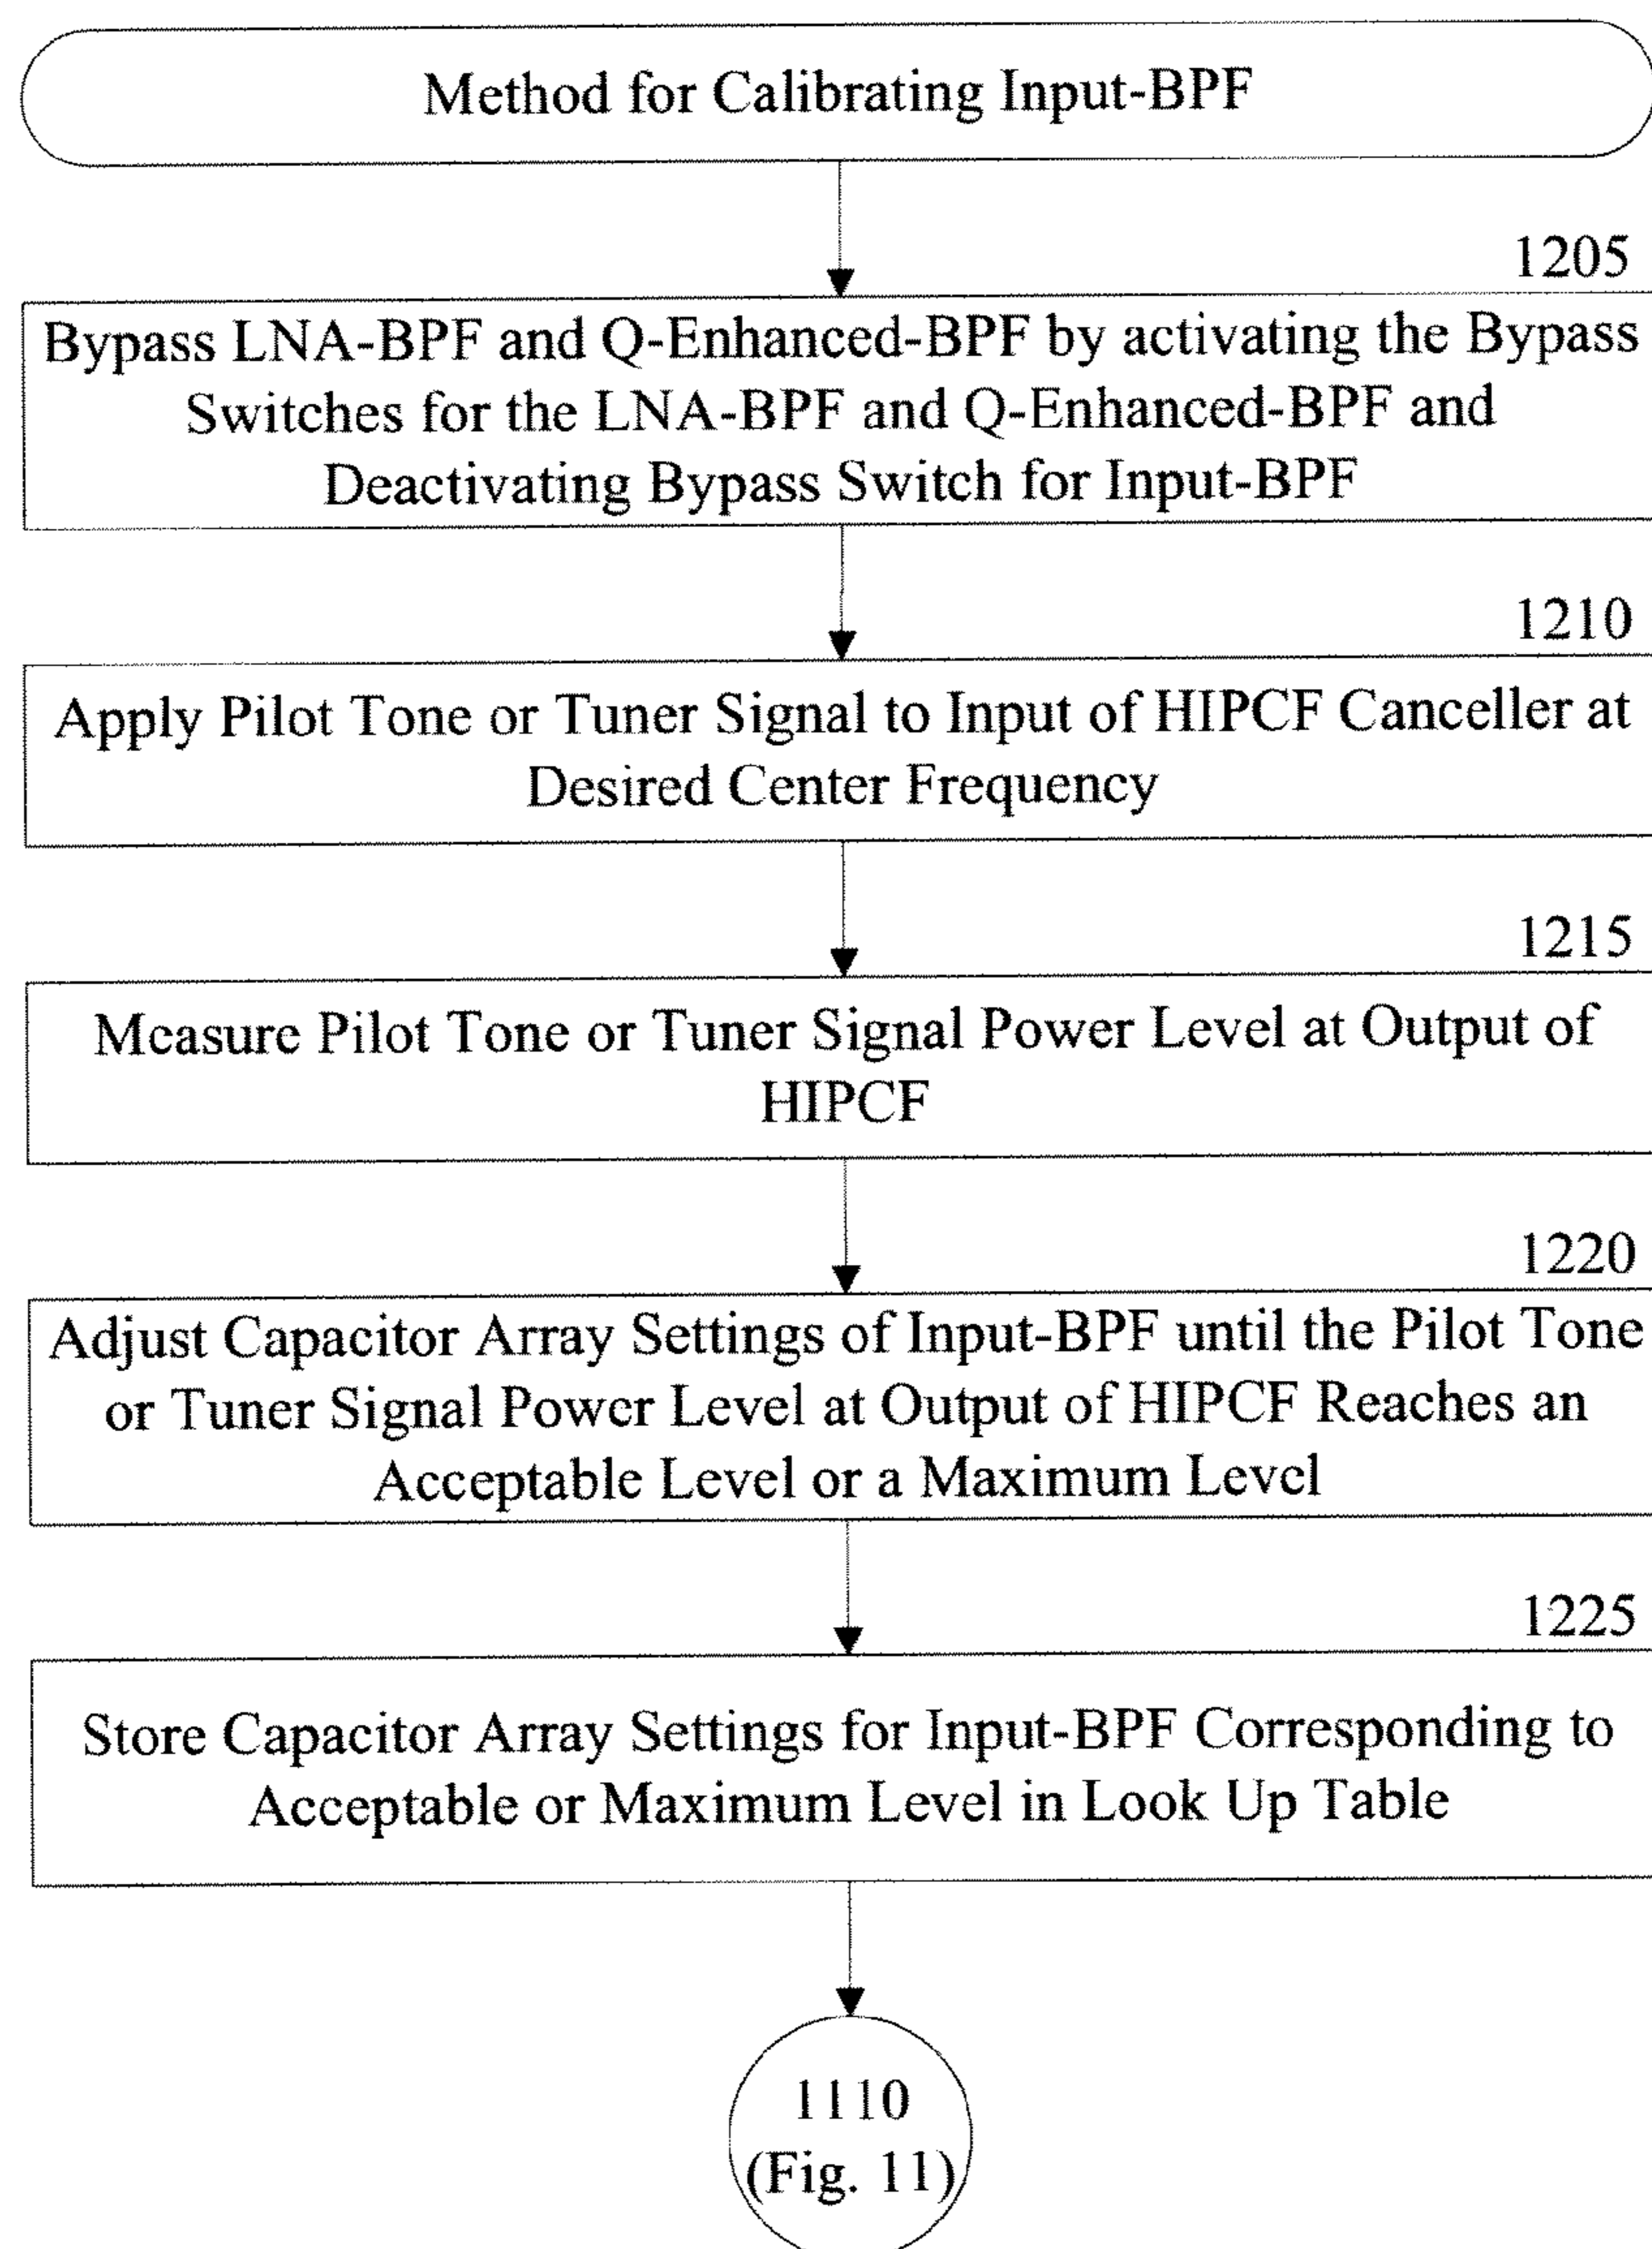 Method for Calibrating Input-BPF
1205
Bypass LNA-BPF and Q-Enhanced-BPF by activating the Bypass
Switches for the LNA-BPF and Q-Enhanced-BPF and
Deactivating Bypass Switch for Input-BPF
1210
Apply Pilot Tone or Tuner Signal to Input of HIPCF Canceller at
Desired Center Frequency
1215
Measure Pilot Tone or Tuner Signal Power Level at Output of
HIPCF
1220
Adjust Capacitor Array Settings of Input-BPF until the Pilot Tone
or Tuner Signal Power Level at Output of HIPCF Reaches an
Acceptable Level or a Maximum Level
1225
Store Capacitor Array Settings for Input-BPF Corresponding to
Acceptable or Maximum Level in Look Up Table
1110
(Fig. 11)